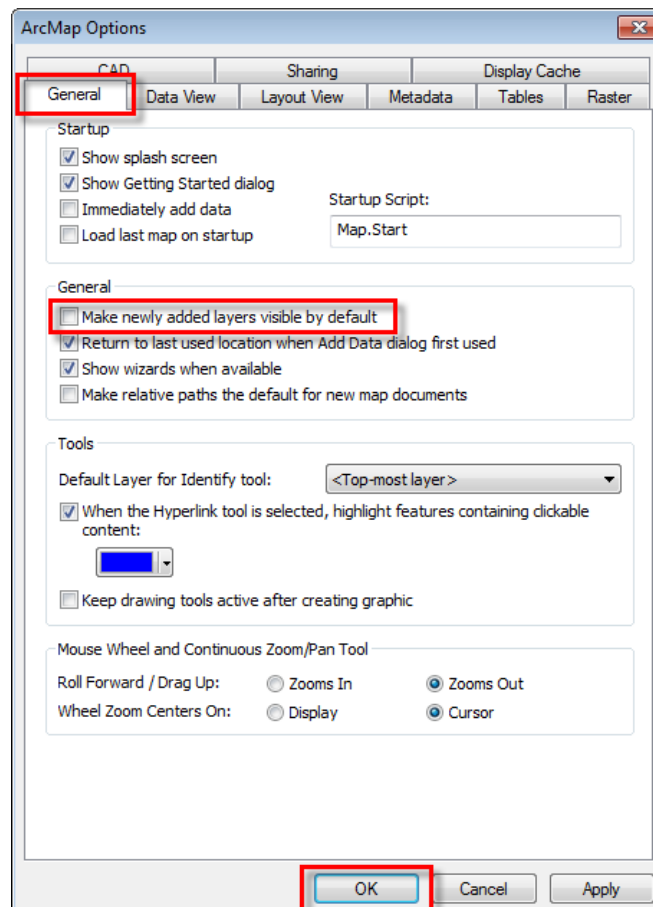 ArcMap Options
CAD Sharing Display Cache
General Data View Layout View Metadata Tables Raster
Startup
Show splash screen
Show Getting Started dialog
Immediately add data
Startup Script:
Load last map on startup
Map.Start
General
Make newly added layers visible by default
Return to last used location when Add Data dialog first used
Show wizards when available
Make relative paths the default for new map documents
Tools
Default Layer for Identify tool: <Top-most layer>
When the Hyperlink tool is selected, highlight features containing clickable
content:
Keep drawing tools active after creating graphic
Mouse Wheel and Continuous Zoom/Pan Tool
Roll Forward / Drag Up: Zooms In Zooms Out
Wheel Zoom Centers On: Display Cursor
OK Cancel Apply